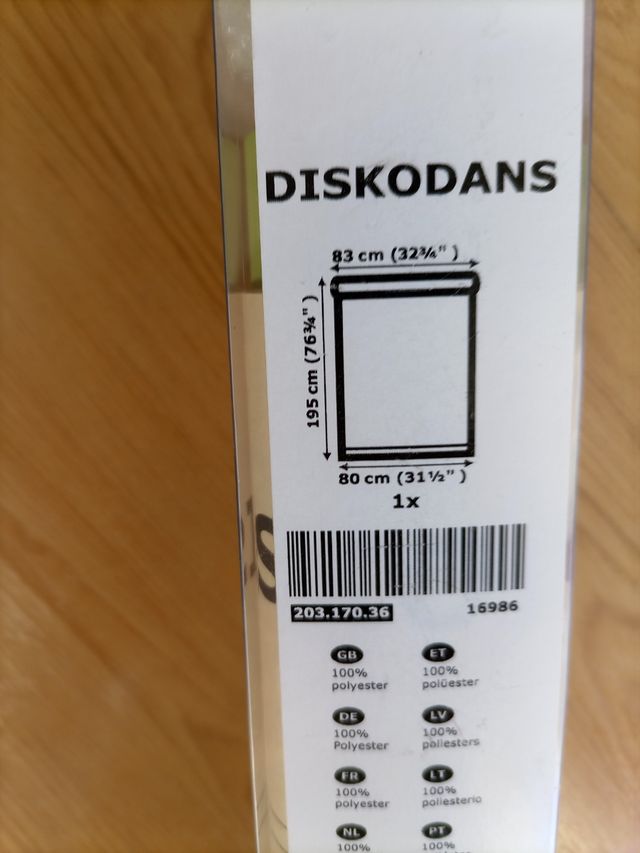 DISKODANS
83 cm (32¾")
195 cm (76¾")
80 cm (31½")
1x
203.170.36
16986
GB
100%
polyester
ET
100%
polüester
DE
100%
Polyester
LV
100%
poliesters
FR
100%
polyester
LT
100%
poliesterio
NL
100%
PT
100%